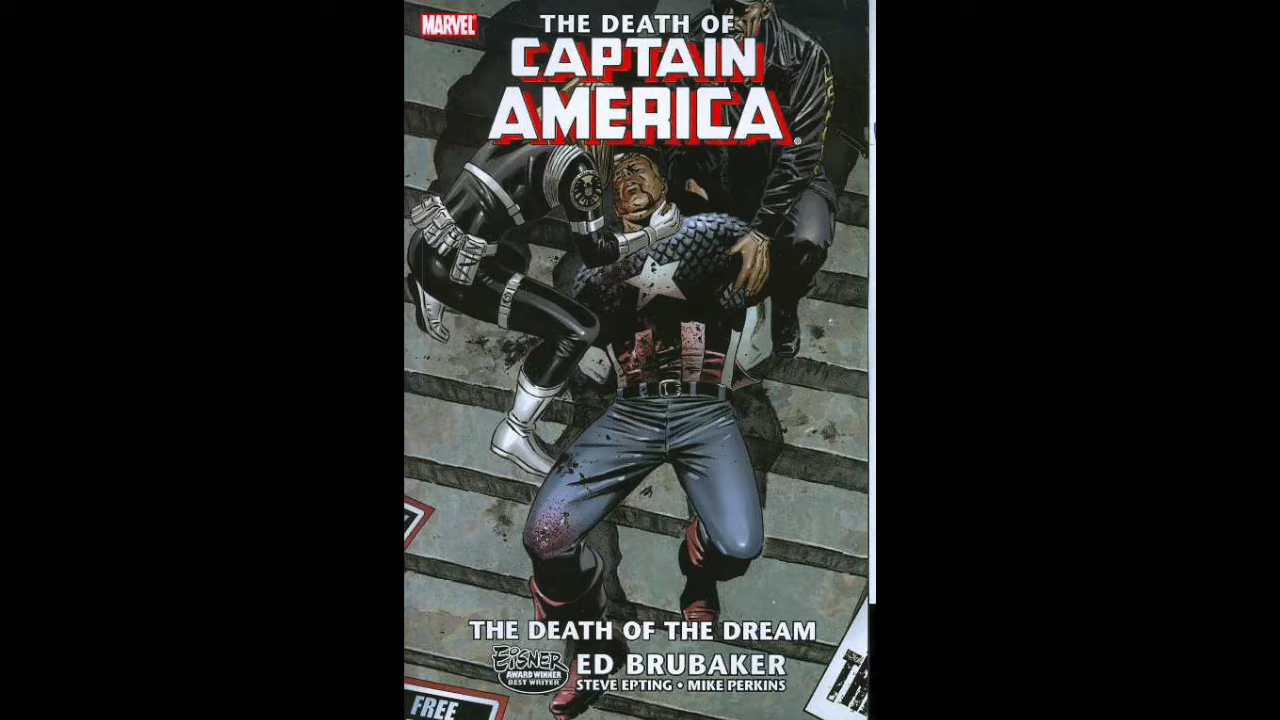 MARVEL
THE DEATH OF
CAPTAIN
AMERICA
THE DEATH OF THE DREAM
EISNER
AWARD WINNER
BEST WRITER
ED BRUBAKER
STEVE EPTING • MIKE PERKINS
FREE